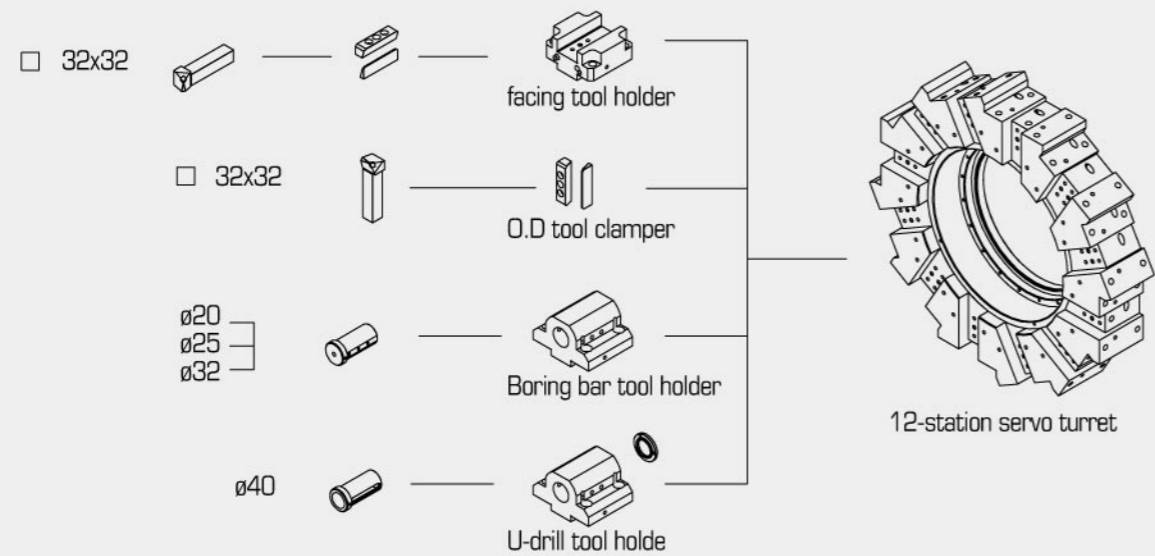 32x32
facing tool holder
32x32
O.D tool clamper
ø20
ø25
ø32
Boring bar tool holder
12-station servo turret
ø40
U-drill tool holde